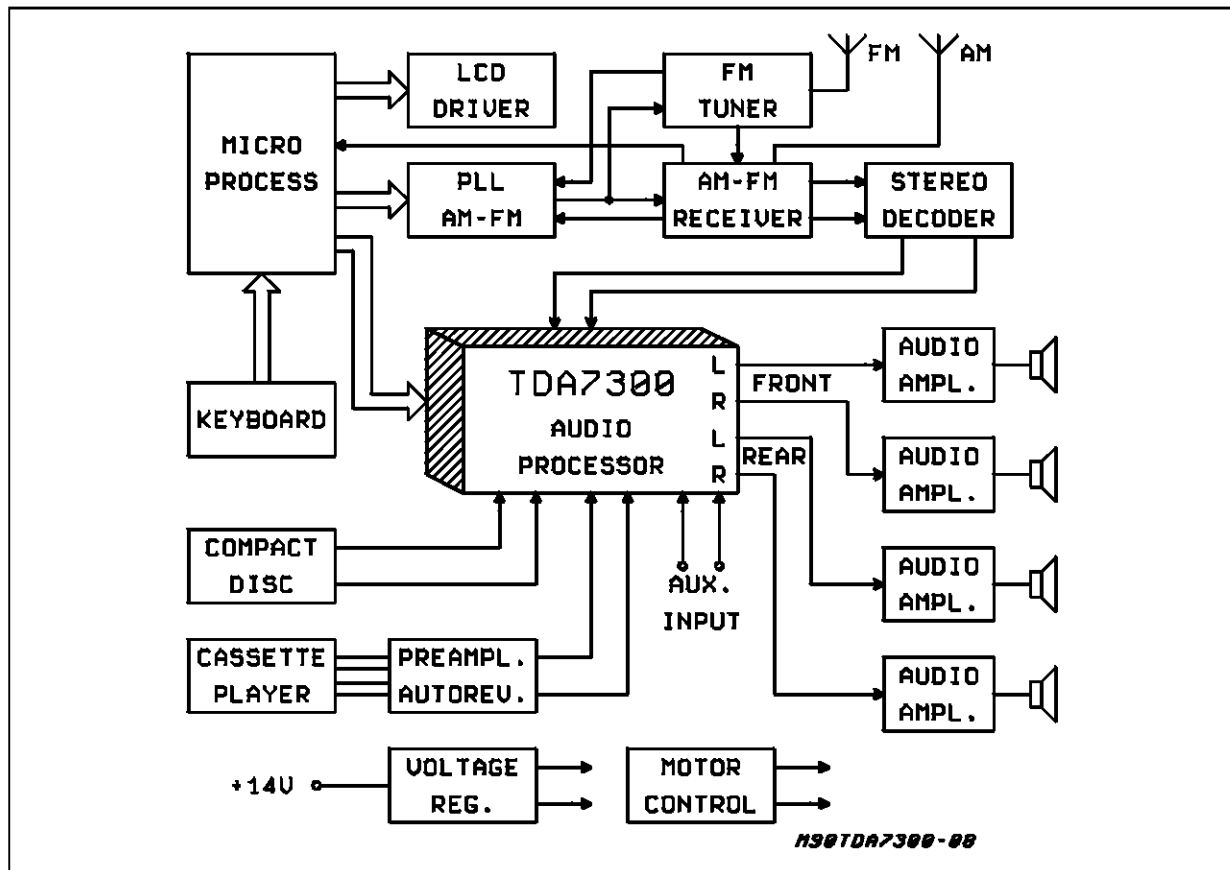 FM
AM
LCD
DRIVER
FM
TUNER
MICRO
PROCESS
PLL
AM-FM
AM-FM
RECEIVER
STEREO
DECODER
KEYBOARD
TDA7300
AUDIO
PROCESSOR
L
R
L
R
FRONT
REAR
AUDIO
AMPL.
AUDIO
AMPL.
AUDIO
AMPL.
AUDIO
AMPL.
COMPACT
DISC
AUX.
INPUT
CASSETTE
PLAYER
PREAMPL.
AUTOREV.
+14V
VOLTAGE
REG.
MOTOR
CONTROL
M90TDA7300-08